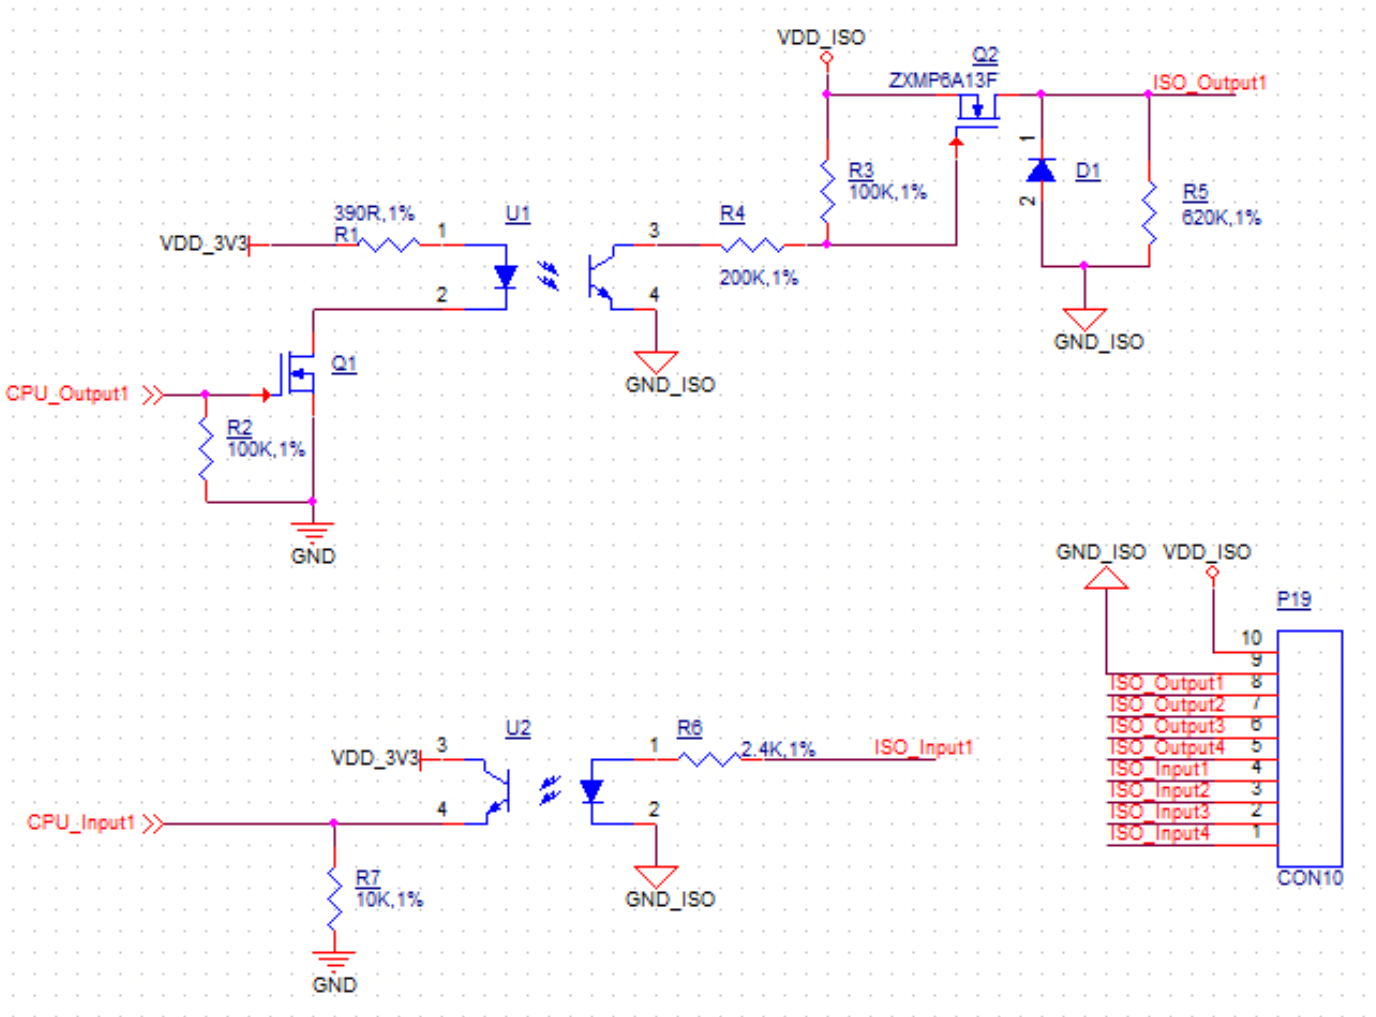 VDD_ISO
Q2
ZXMP6A13F
ISO_Output1
1
D1
2
R3
100K,1%
R5
620K,1%
390R,1%
R1
VDD_3V3
1
U1
3
R4
200K,1%
2
4
GND_ISO
GND_ISO
Q1
CPU_Output1
R2
100K,1%
GND
GND_ISO
VDD_ISO
P19
10
9
ISO_Output1 8
ISO_Output2 7
ISO_Output3 6
ISO_Output4 5
ISO_Input1 4
ISO_Input2 3
ISO_Input3 2
ISO_Input4 1
CON10
U2
VDD_3V3
3
1
R6
2.4K,1%
ISO_Input1
CPU_Input1
4
2
GND_ISO
R7
10K,1%
GND